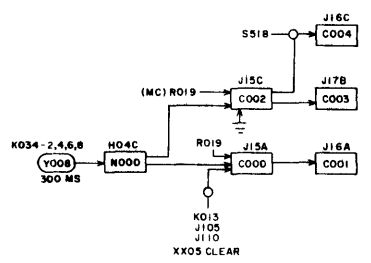 J16C
S518
C004
J15C
J17B
(MC) R019
C002
C003
K034-2,4,6,8
H04C
R019
J15A
J16A
Y008
N000
C000
C001
300 MS
K013
J105
J110
XX05 CLEAR